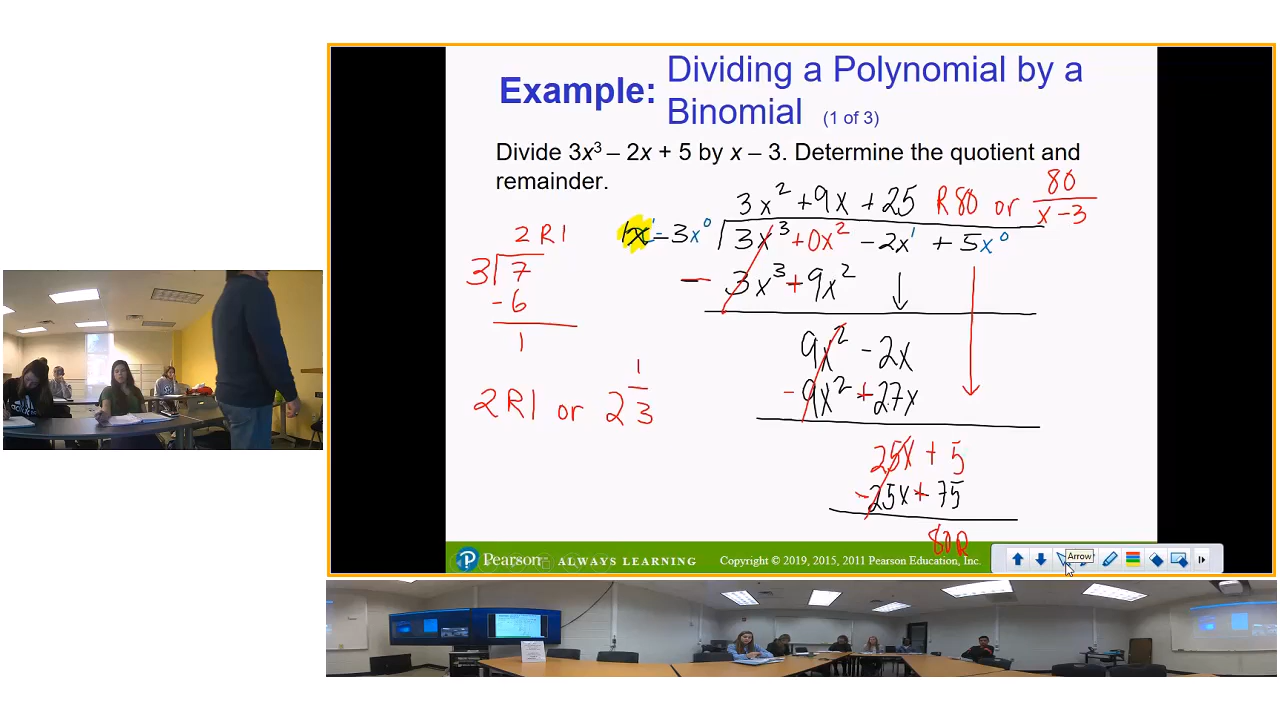 Example: Dividing a Polynomial by a
Binomial (1 of 3)
Divide 3x³ – 2x + 5 by x – 3. Determine the quotient and
remainder.
3x² + 9x + 25 R80 or 80/(x – 3)
1x¹ – 3x⁰ 3x³ + 0x² – 2x¹ + 5x⁰
– 3x³ + 9x²
9x² – 2x
– 9x² + 27x
25x + 5
– 25x + 75
80R
2 R1
3 7
– 6
1
2R1 or 2 1/3
Pearson ALWAYS LEARNING Copyright © 2019, 2015, 2011 Pearson Education, Inc.
Arrow